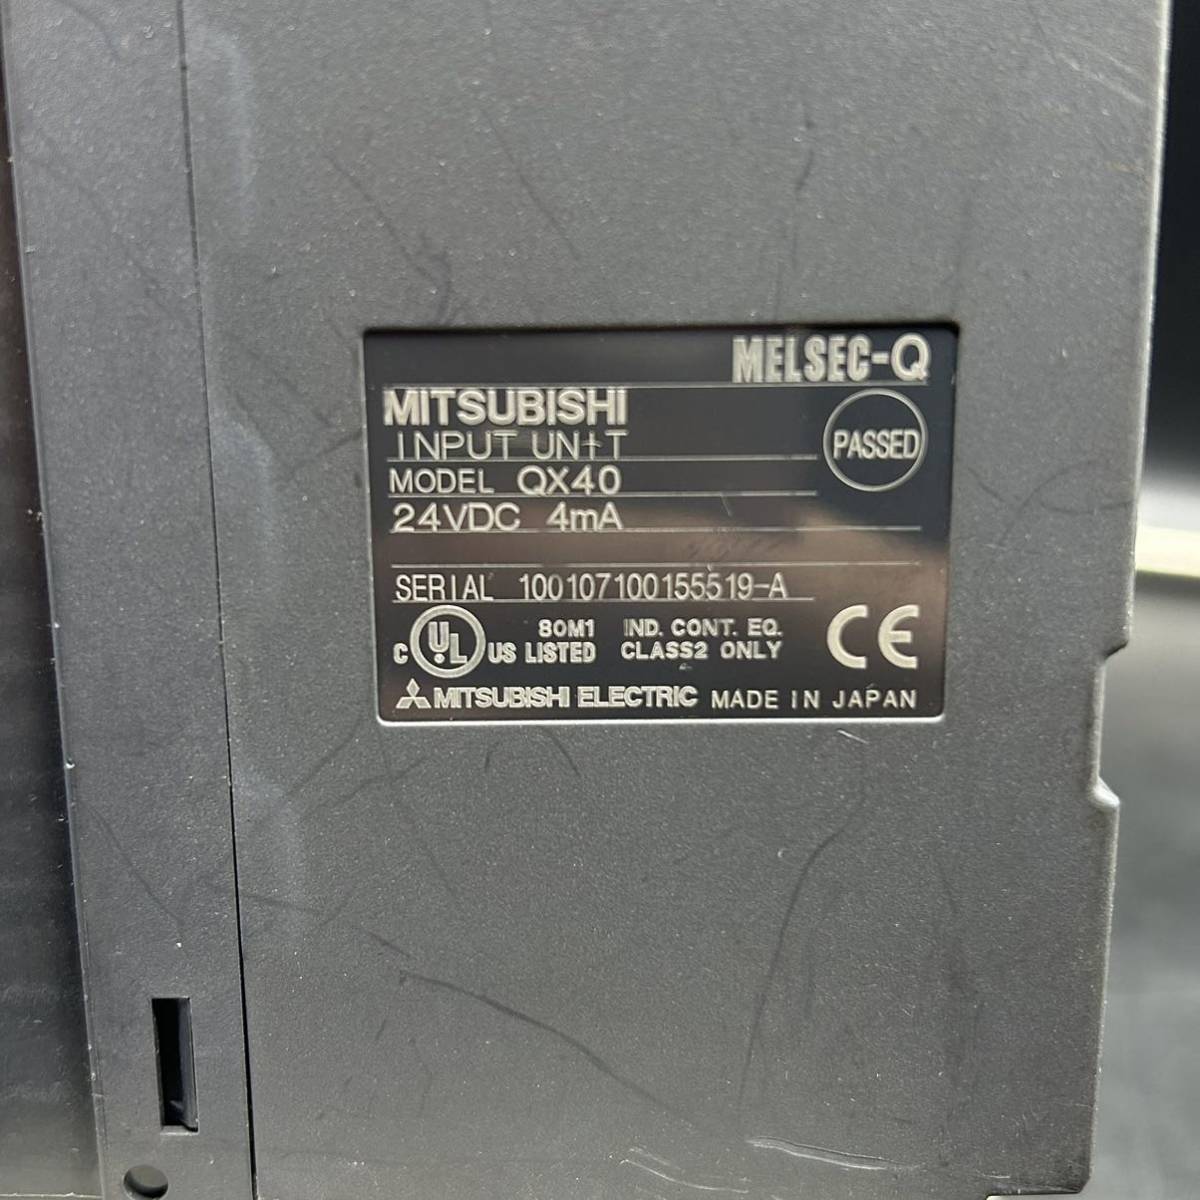 MELSEC-Q
MITSUBISHI
INPUT UNIT
PASSED
MODEL QX40
24VDC 4mA
SERIAL 100107100155519-A
C UL US LISTED 80M1 IND. CONT. EQ. CLASS2 ONLY CE
MITSUBISHI ELECTRIC MADE IN JAPAN